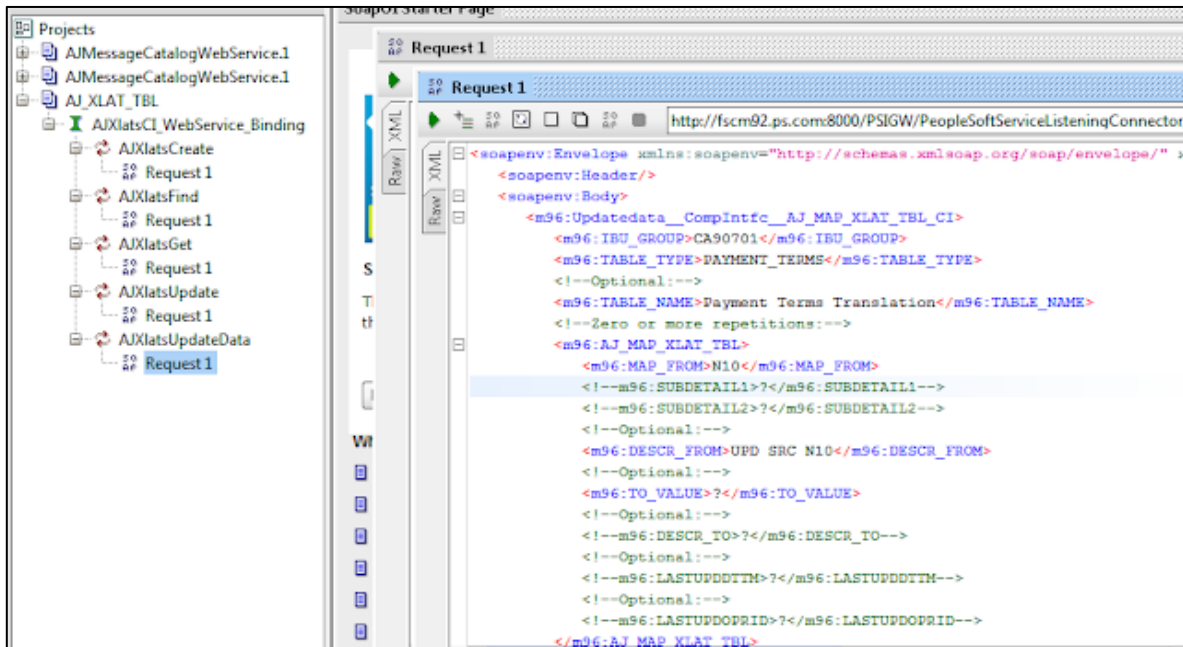 Projects
AJMessageCatalogWebService.1
AJMessageCatalogWebService.1
AJ_XLAT_TBL
AJXlatsCI_WebService_Binding
AJXlatsCreate
Request 1
AJXlatsFind
Request 1
AJXlatsGet
Request 1
AJXlatsUpdate
Request 1
AJXlatsUpdateData
Request 1
SoapUI Starter Page
Request 1
Request 1
XML
Raw
http://fscm92.ps.com:8000/PSIGW/PeopleSoftServiceListeningConnector
XML
Raw
<soapenv:Envelope xmlns:soapenv="http://schemas.xmlsoap.org/soap/envelope/"
<soapenv:Header/>
<soapenv:Body>
<m96:Updatedata__CompIntfc__AJ_MAP_XLAT_TBL_CI>
<m96:IBU_GROUP>CA90701</m96:IBU_GROUP>
<m96:TABLE_TYPE>PAYMENT_TERMS</m96:TABLE_TYPE>
<!--Optional:-->
<m96:TABLE_NAME>Payment Terms Translation</m96:TABLE_NAME>
<!--Zero or more repetitions:-->
<m96:AJ_MAP_XLAT_TBL>
<m96:MAP_FROM>N10</m96:MAP_FROM>
<!--m96:SUBDETAIL1>?</m96:SUBDETAIL1-->
<!--m96:SUBDETAIL2>?</m96:SUBDETAIL2-->
<!--Optional:-->
<m96:DESCR_FROM>UPD SRC N10</m96:DESCR_FROM>
<!--Optional:-->
<m96:TO_VALUE>?</m96:TO_VALUE>
<!--Optional:-->
<!--m96:DESCR_TO>?</m96:DESCR_TO-->
<!--Optional:-->
<!--m96:LASTUPDDTTM>?</m96:LASTUPDDTTM-->
<!--Optional:-->
<!--m96:LASTUPDOPRID>?</m96:LASTUPDOPRID-->
</m96:AJ_MAP_XLAT_TBL>